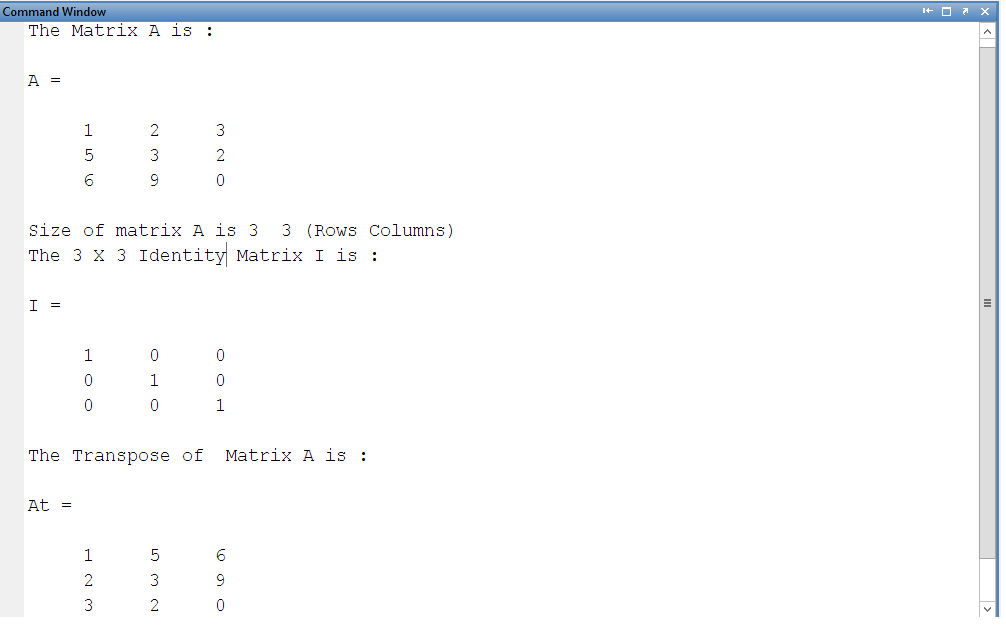 Command Window
The Matrix A is :
A =
1 2 3
5 3 2
6 9 0
Size of matrix A is 3  3 (Rows Columns)
The 3 X 3 Identity Matrix I is :
I =
1 0 0
0 1 0
0 0 1
The Transpose of  Matrix A is :
At =
1 5 6
2 3 9
3 2 0